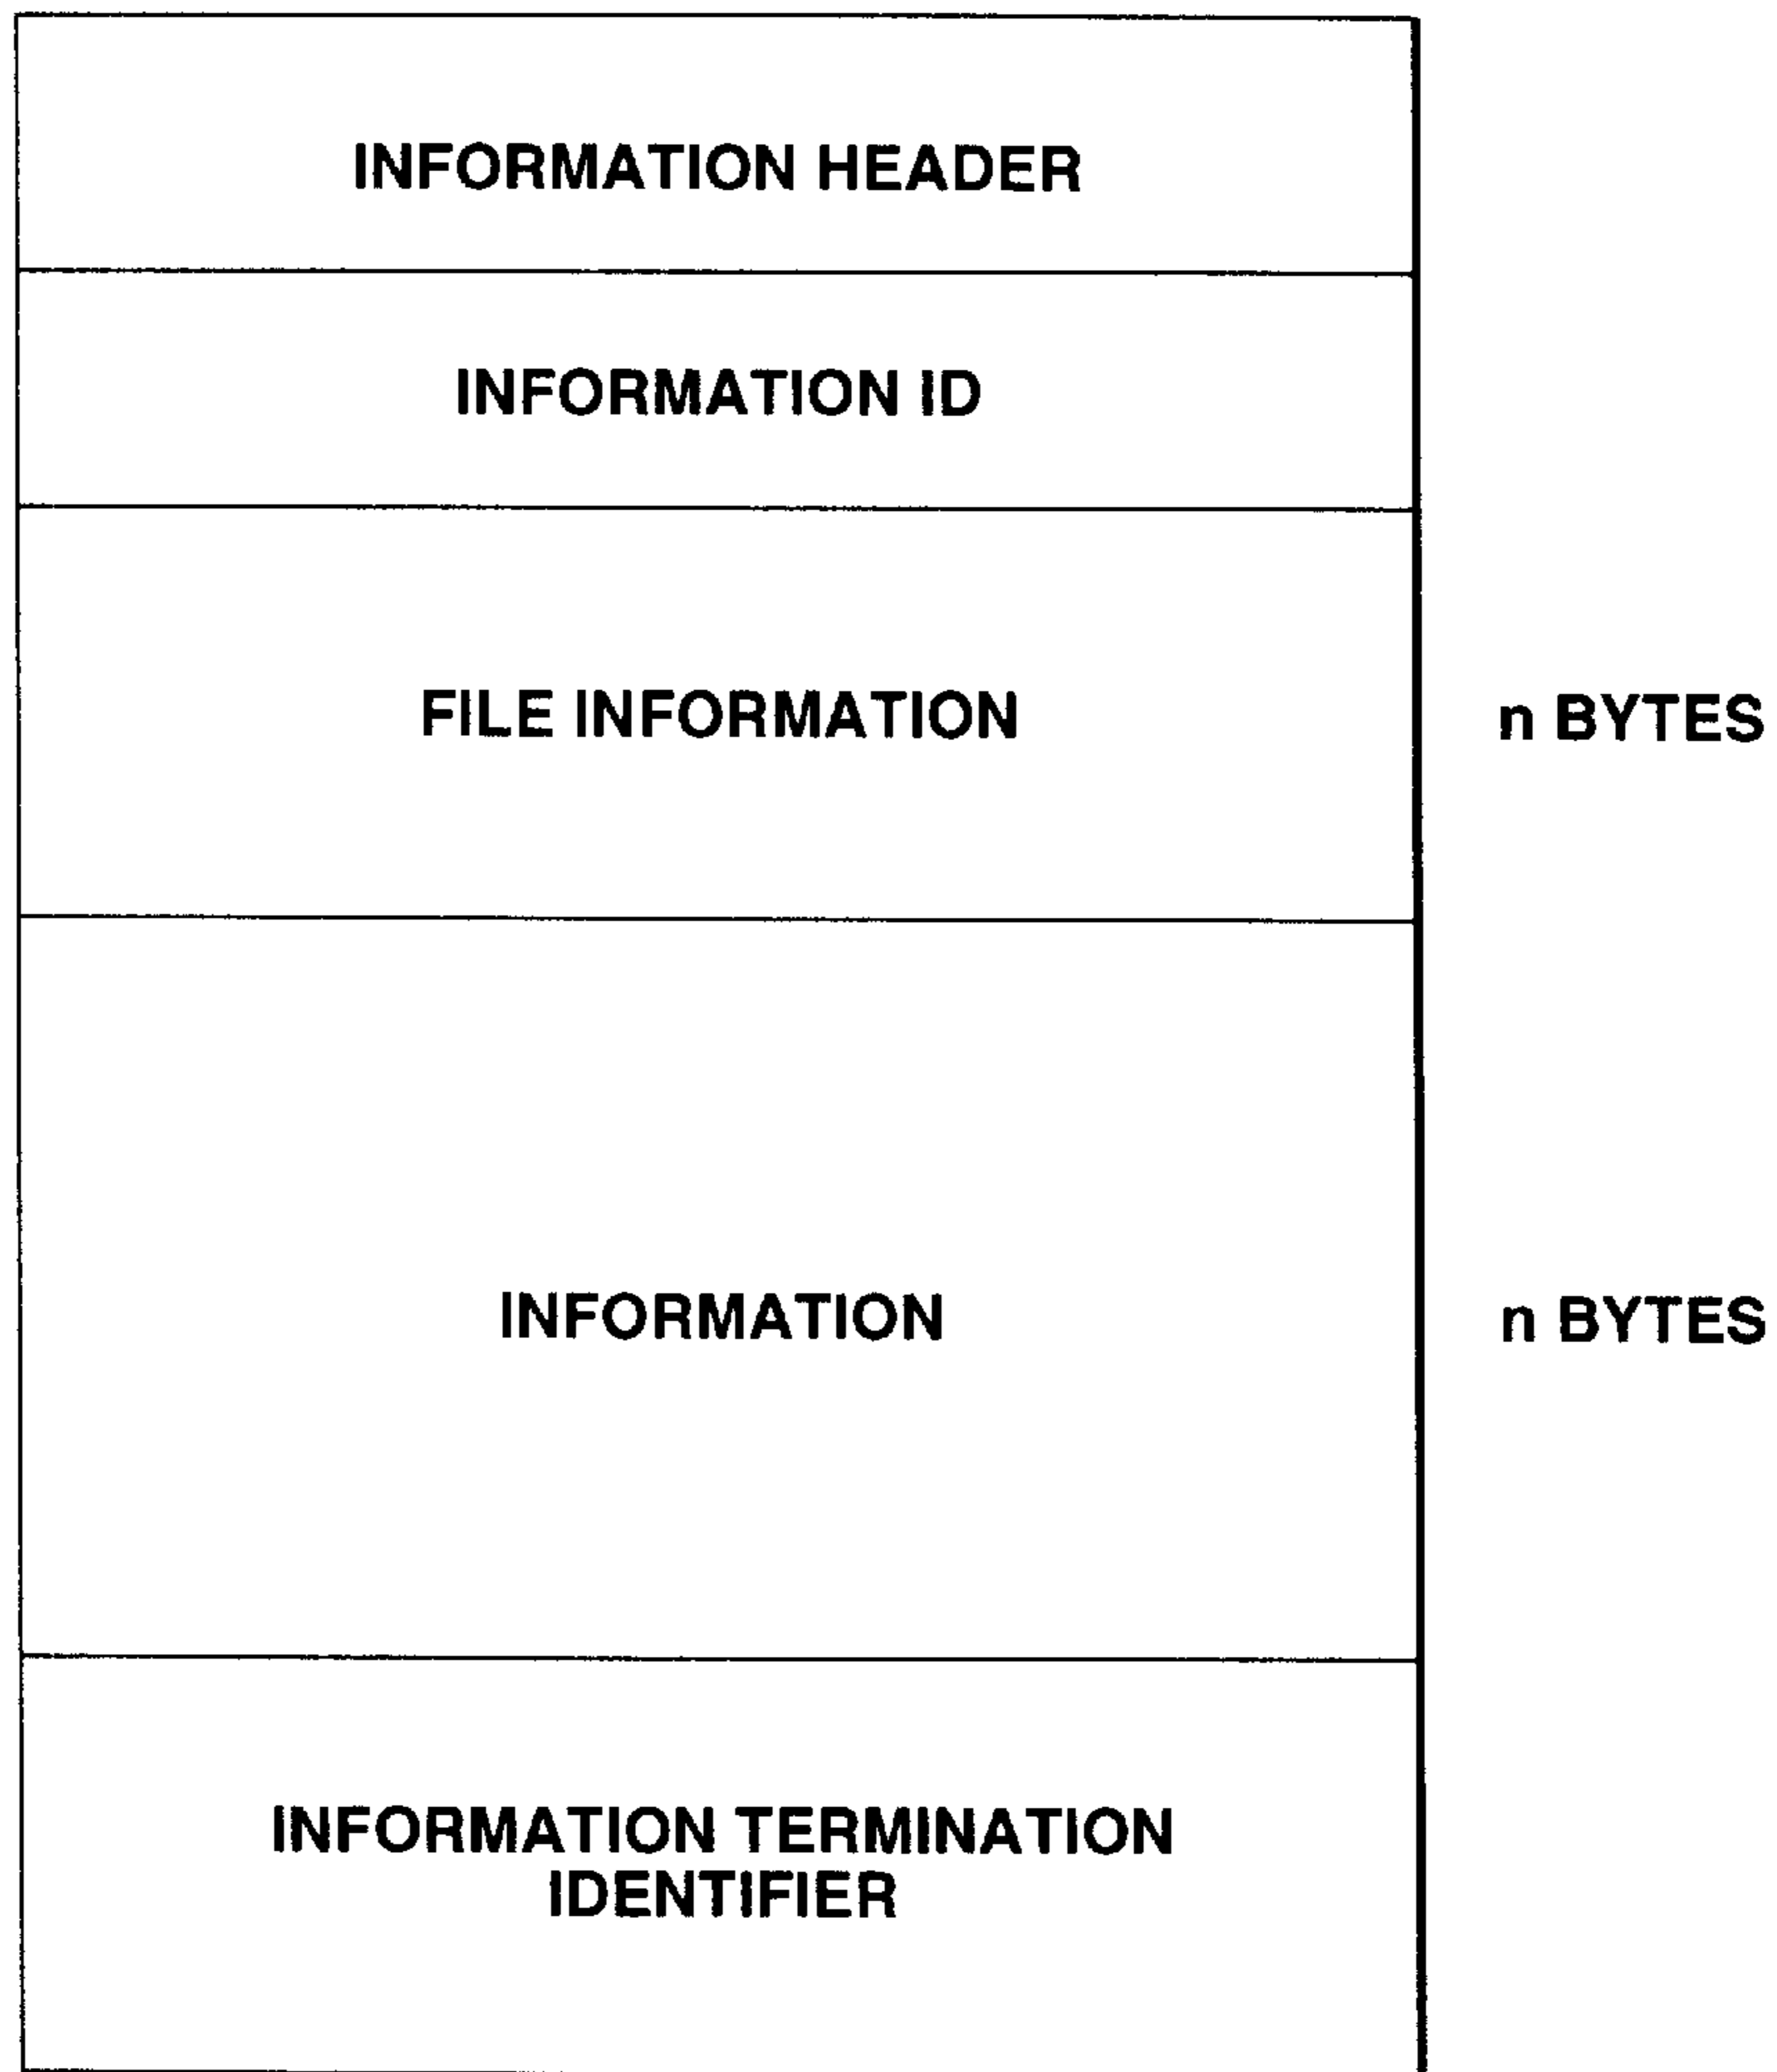 INFORMATION HEADER
INFORMATION ID
FILE INFORMATION
n BYTES
INFORMATION
n BYTES
INFORMATION TERMINATION
IDENTIFIER